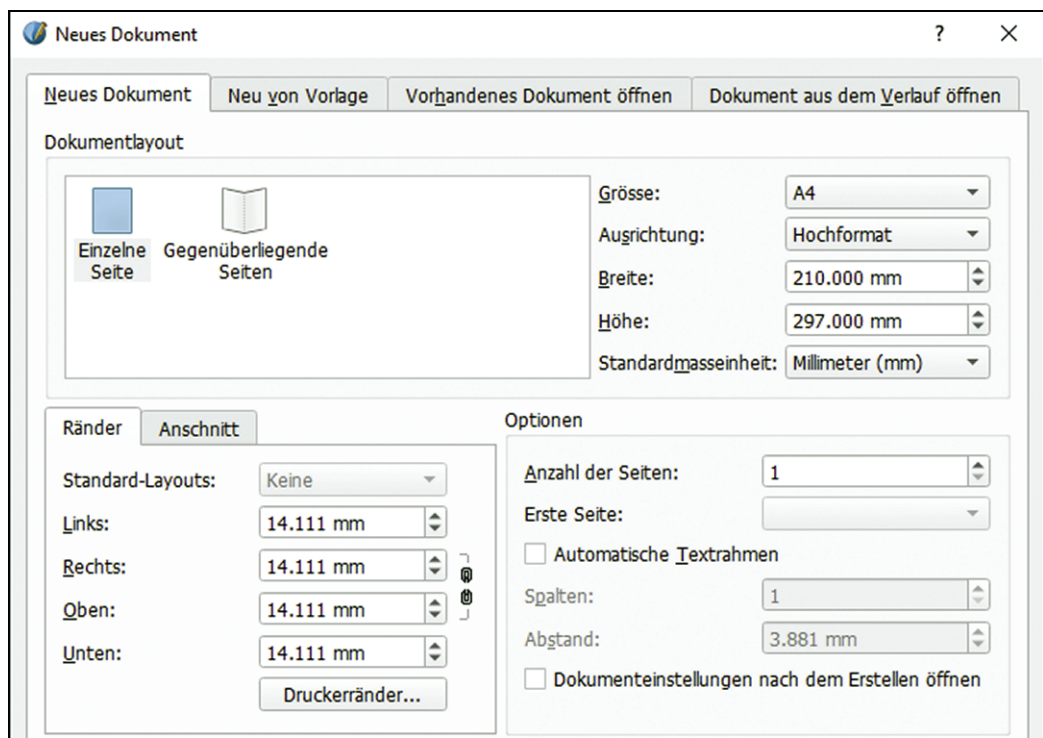 Neues Dokument
?
Neues Dokument
Neu von Vorlage
Vorhandenes Dokument öffnen
Dokument aus dem Verlauf öffnen
Dokumentlayout
Einzelne
Seite
Gegenüberliegende
Seiten
Grösse: A4
Ausrichtung: Hochformat
Breite: 210.000 mm
Höhe: 297.000 mm
Standardmasseinheit: Millimeter (mm)
Ränder
Anschnitt
Standard-Layouts: Keine
Links: 14.111 mm
Rechts: 14.111 mm
Oben: 14.111 mm
Unten: 14.111 mm
Druckerränder...
Optionen
Anzahl der Seiten: 1
Erste Seite:
Automatische Textrahmen
Spalten: 1
Abstand: 3.881 mm
Dokumenteinstellungen nach dem Erstellen öffnen